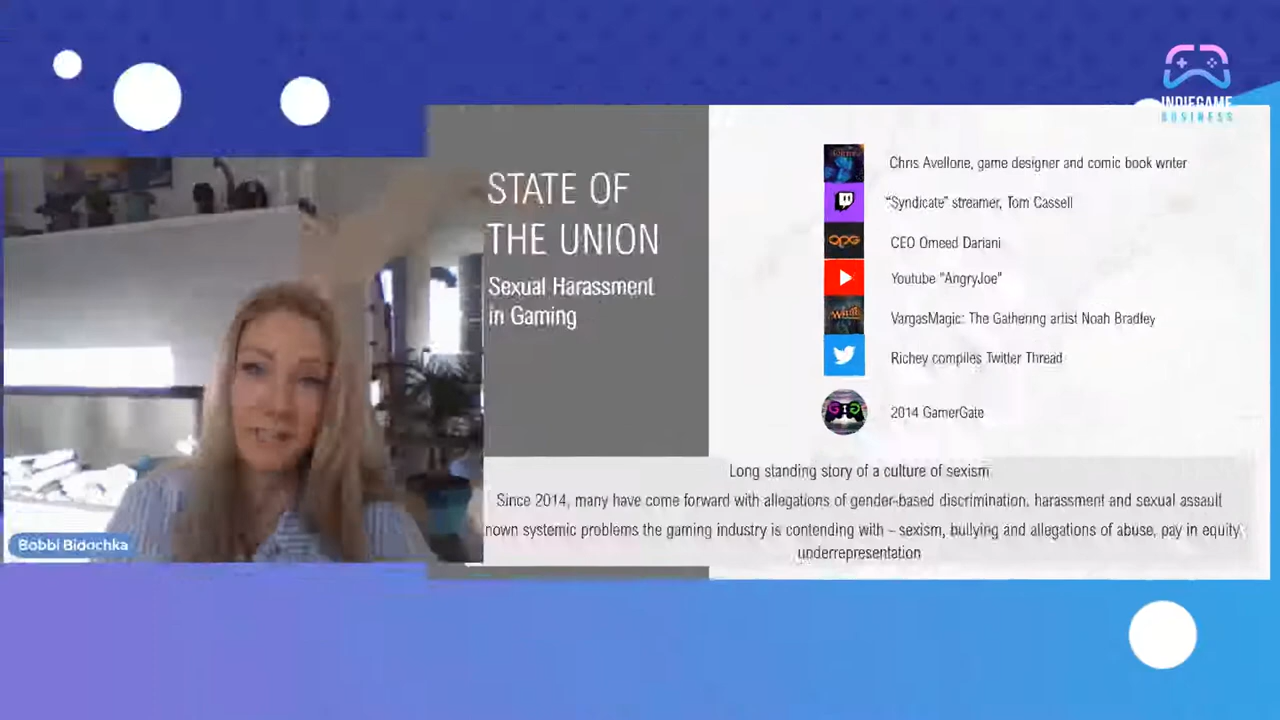 INDIEGAME
BUSINESS
STATE OF
THE UNION
Sexual Harassment
in Gaming
Chris Avellone, game designer and comic book writer
“Syndicate” streamer, Tom Cassell
OPG
CEO Omeed Dariani
Youtube "AngryJoe"
VargasMagic: The Gathering artist Noah Bradley
Richey compiles Twitter Thread
2014 GamerGate
Long standing story of a culture of sexism
Since 2014, many have come forward with allegations of gender-based discrimination, harassment and sexual assault
nown systemic problems the gaming industry is contending with – sexism, bullying and allegations of abuse, pay in equity,
underrepresentation
Bobbi Bidochka